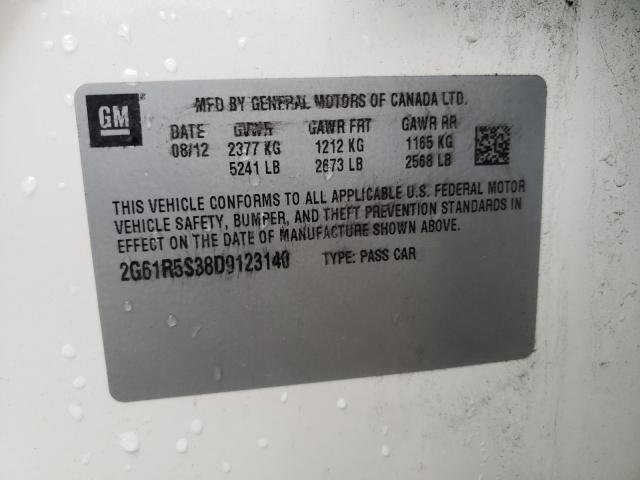 GM
MFD BY GENERAL MOTORS OF CANADA LTD.
DATE GVWR GAWR FRT GAWR RR
08/12 2377 KG 1212 KG 1165 KG
5241 LB 2673 LB 2568 LB
THIS VEHICLE CONFORMS TO ALL APPLICABLE U.S. FEDERAL MOTOR
VEHICLE SAFETY, BUMPER, AND THEFT PREVENTION STANDARDS IN
EFFECT ON THE DATE OF MANUFACTURE SHOWN ABOVE.
2G61R5S38D9123140 TYPE: PASS CAR